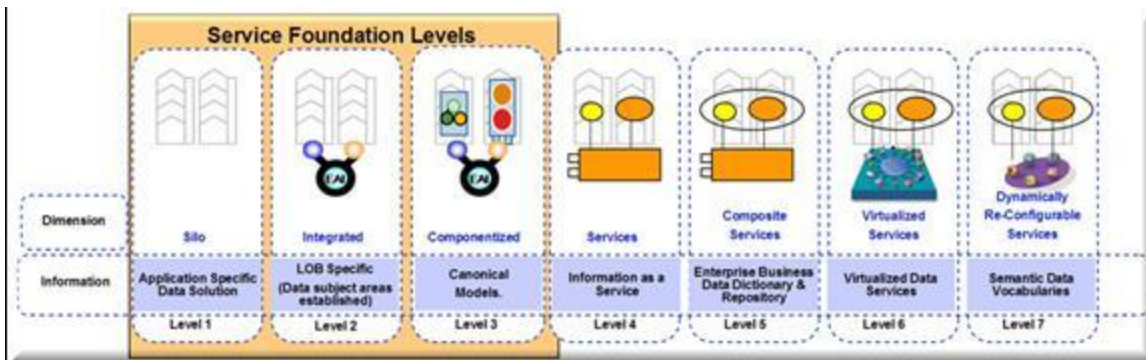 Service Foundation Levels
EAI
EAI
Dimension
Silo
Integrated
Componentized
Services
Composite
Services
Virtualized
Services
Dynamically
Re-Configurable
Services
Information
Application Specific
Data Solution
LOB Specific
(Data subject areas
established)
Canonical
Models.
Information as a
Service
Enterprise Business
Data Dictionary &
Repository
Virtualized Data
Services
Semantic Data
Vocabularies
Level 1
Level 2
Level 3
Level 4
Level 5
Level 6
Level 7